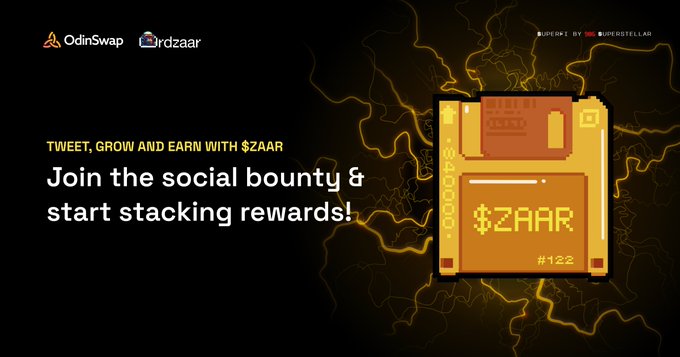 OdinSwap
rdzaar
SUPERFI BY SUPERSTELLAR
TWEET, GROW AND EARN WITH $ZAAR
Join the social bounty &
start stacking rewards!
$ZAAR
#122